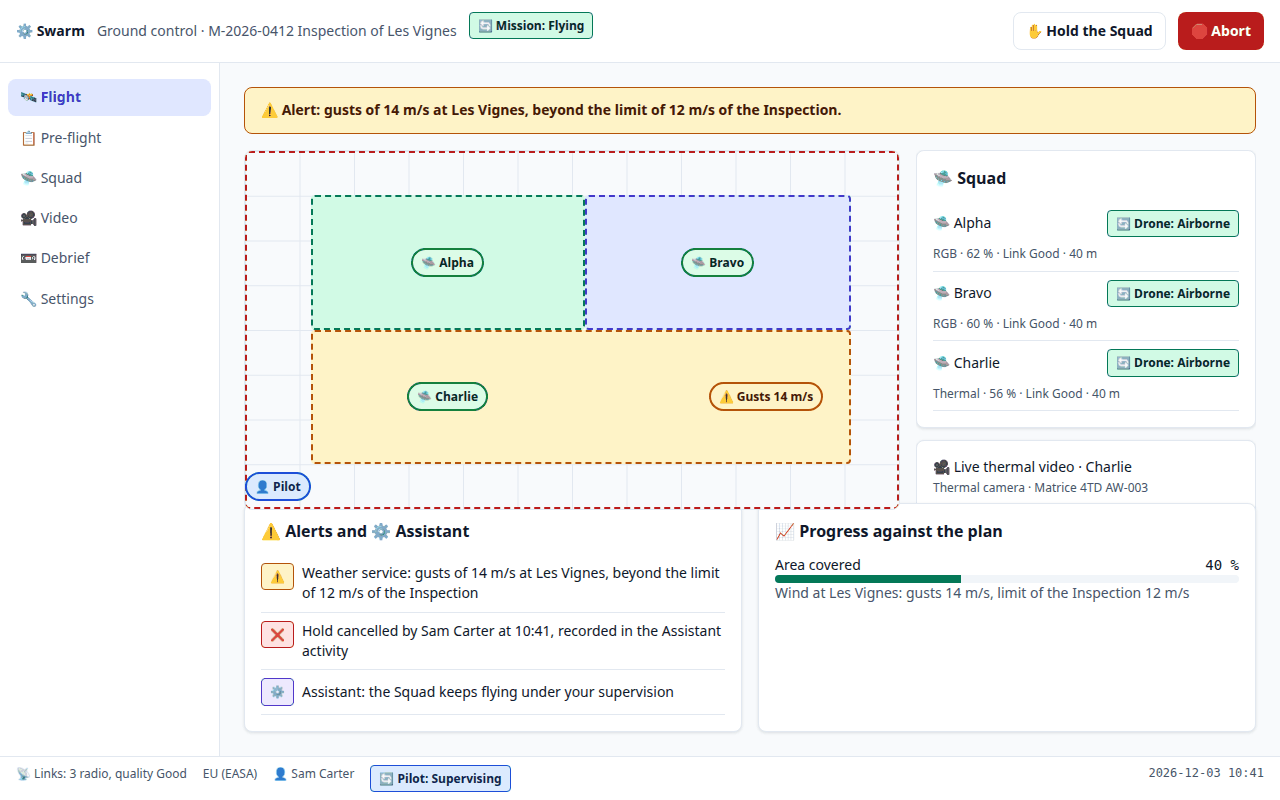 Swarm Ground control · M-2026-0412 Inspection of Les Vignes Mission: Flying Hold the Squad Abort
Flight
Pre-flight
Squad
Video
Debrief
Settings
Alert: gusts of 14 m/s at Les Vignes, beyond the limit of 12 m/s of the Inspection.
Alpha
Bravo
Charlie
Gusts 14 m/s
Pilot
Squad
Alpha Drone: Airborne
RGB · 62 % · Link Good · 40 m
Bravo Drone: Airborne
RGB · 60 % · Link Good · 40 m
Charlie Drone: Airborne
Thermal · 56 % · Link Good · 40 m
Live thermal video · Charlie
Thermal camera · Matrice 4TD AW-003
Alerts and Assistant
Weather service: gusts of 14 m/s at Les Vignes, beyond the limit
of 12 m/s of the Inspection
Hold cancelled by Sam Carter at 10:41, recorded in the Assistant
activity
Assistant: the Squad keeps flying under your supervision
Progress against the plan
Area covered 40 %
Wind at Les Vignes: gusts 14 m/s, limit of the Inspection 12 m/s
Links: 3 radio, quality Good EU (EASA) Sam Carter Pilot: Supervising 2026-12-03 10:41